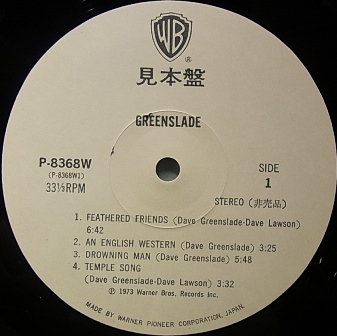 WB
®
見本盤
GREENSLADE
P-8368W
(P-8368W1)
33⅓RPM
SIDE
1
STEREO (非売品)
1. FEATHERED FRIENDS (Dave Greenslade-Dave Lawson)
6:42
2. AN ENGLISH WESTERN (Dave Greenslade) 3:25
3. DROWNING MAN (Dave Greenslade) 5:48
4. TEMPLE SONG
(Dave Greenslade-Dave Lawson) 3:32
℗ 1973 Warner Bros. Records Inc.
MADE BY WARNER PIONEER CORPORATION, JAPAN.